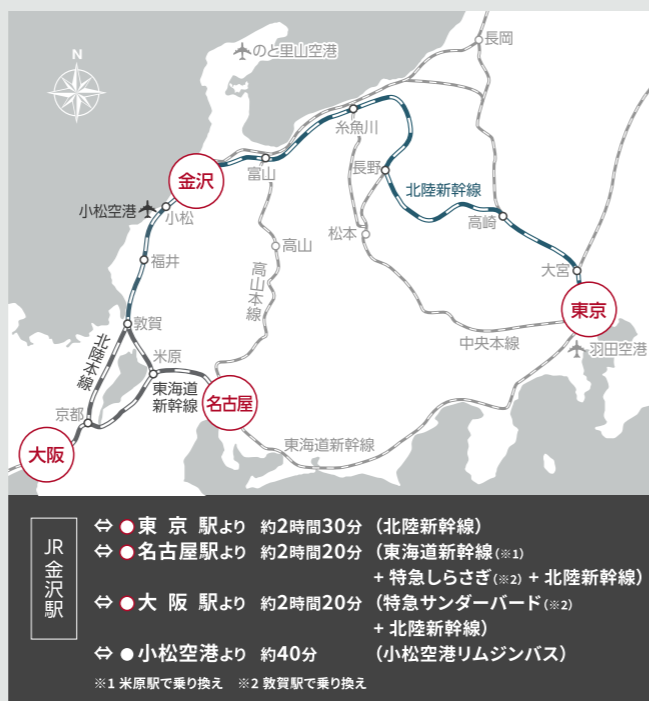 N
のと里山空港
長岡
糸魚川
金沢
富山
長野
北陸新幹線
小松空港
小松
高崎
松本
福井
高山
大宮
高山本線
東京
敦賀
北陸本線
米原
中央本線
羽田空港
東海道
新幹線
名古屋
京都
東海道新幹線
大阪
JR金沢駅
⇔ ●東 京 駅より 約2時間30分 (北陸新幹線)
⇔ ●名古屋駅より 約2時間20分 (東海道新幹線(※1)
+ 特急しらさぎ(※2) + 北陸新幹線)
⇔ ●大 阪 駅より 約2時間20分 (特急サンダーバード(※2)
+ 北陸新幹線)
⇔ ●小松空港より 約40分 (小松空港リムジンバス)
※1 米原駅で乗り換え ※2 敦賀駅で乗り換え